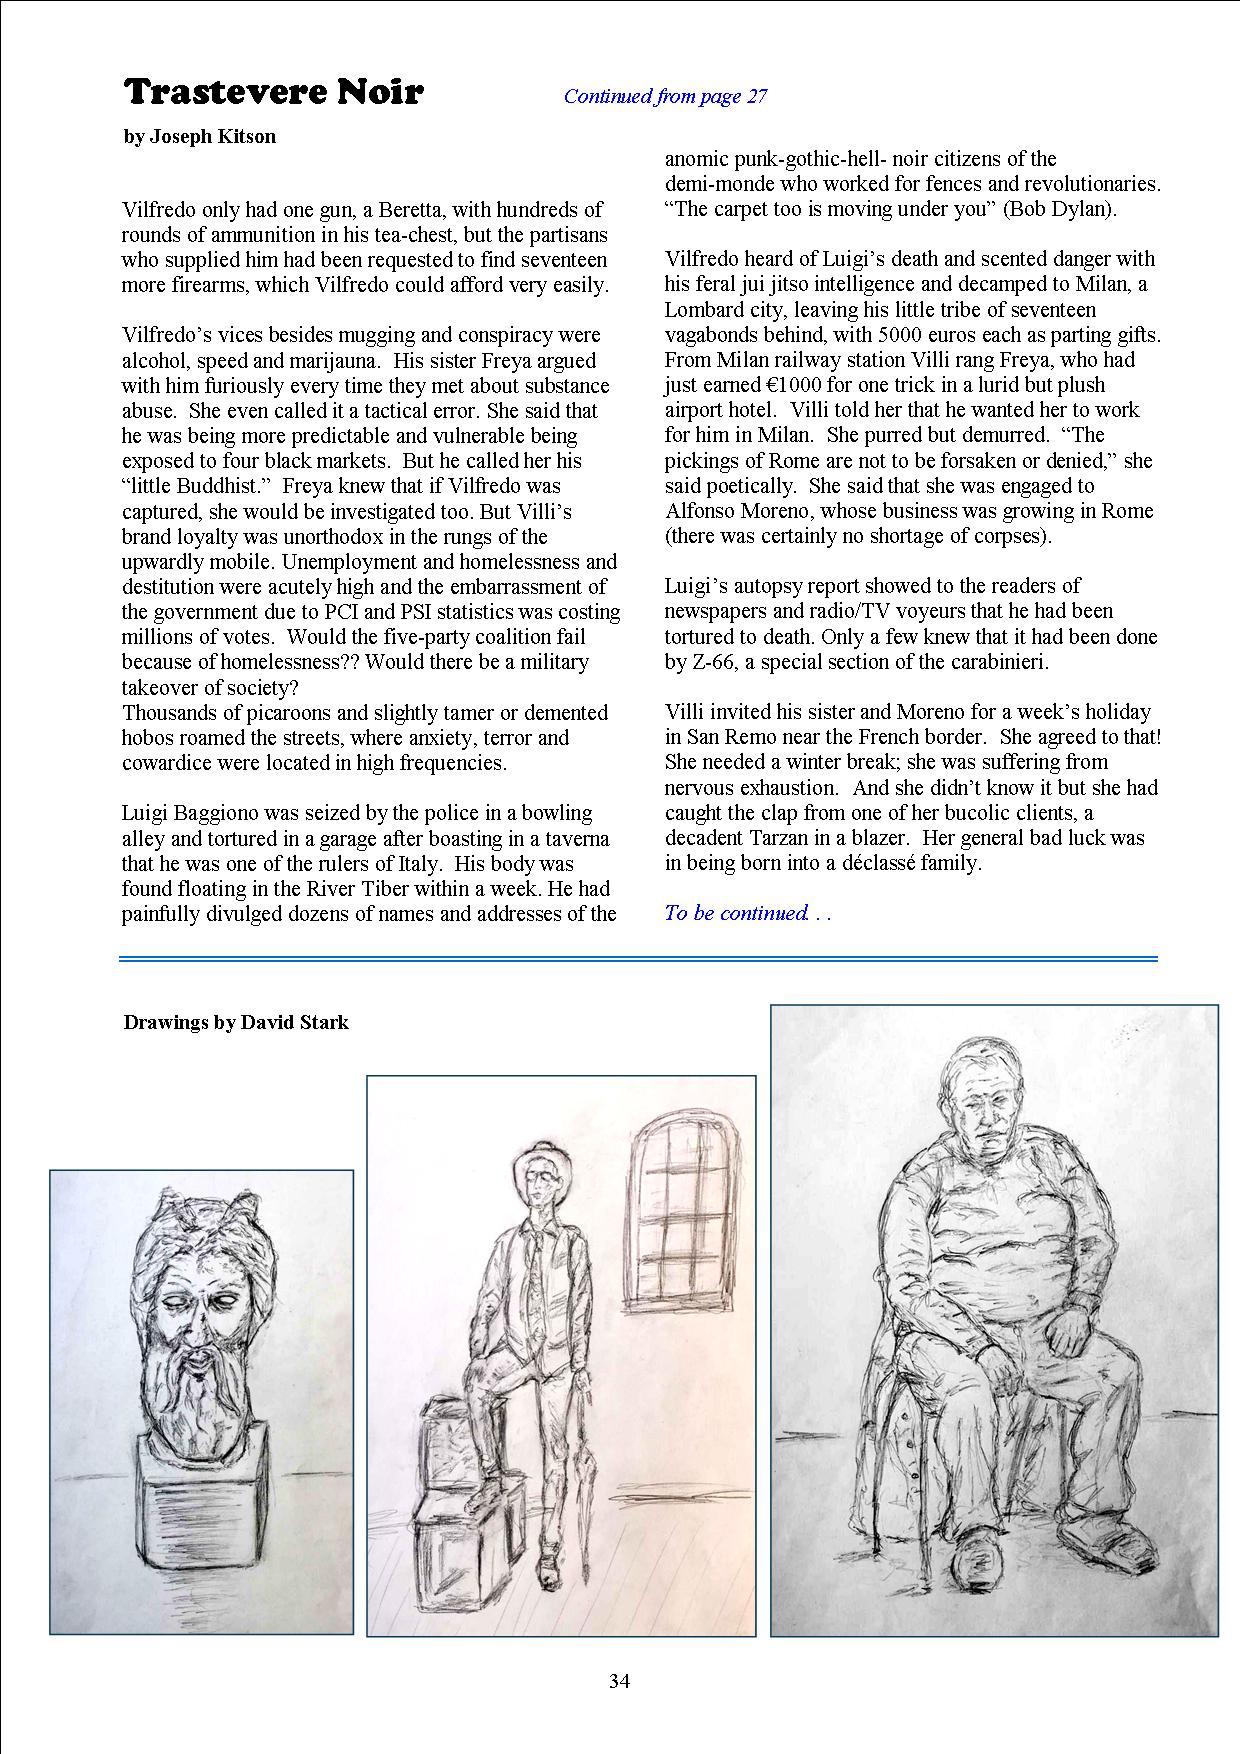 Trastevere Noir
Continued from page 27
by Joseph Kitson
Vilfredo only had one gun, a Beretta, with hundreds of
rounds of ammunition in his tea-chest, but the partisans
who supplied him had been requested to find seventeen
more firearms, which Vilfredo could afford very easily.
Vilfredo’s vices besides mugging and conspiracy were
alcohol, speed and marijauna.  His sister Freya argued
with him furiously every time they met about substance
abuse.  She even called it a tactical error. She said that
he was being more predictable and vulnerable being
exposed to four black markets.  But he called her his
“little Buddhist.”  Freya knew that if Vilfredo was
captured, she would be investigated too. But Villi’s
brand loyalty was unorthodox in the rungs of the
upwardly mobile. Unemployment and homelessness and
destitution were acutely high and the embarrassment of
the government due to PCI and PSI statistics was costing
millions of votes.  Would the five-party coalition fail
because of homelessness?? Would there be a military
takeover of society?
Thousands of picaroons and slightly tamer or demented
hobos roamed the streets, where anxiety, terror and
cowardice were located in high frequencies.
Luigi Baggiono was seized by the police in a bowling
alley and tortured in a garage after boasting in a taverna
that he was one of the rulers of Italy.  His body was
found floating in the River Tiber within a week. He had
painfully divulged dozens of names and addresses of the
anomic punk-gothic-hell- noir citizens of the
demi-monde who worked for fences and revolutionaries.
“The carpet too is moving under you” (Bob Dylan).
Vilfredo heard of Luigi’s death and scented danger with
his feral jui jitso intelligence and decamped to Milan, a
Lombard city, leaving his little tribe of seventeen
vagabonds behind, with 5000 euros each as parting gifts.
From Milan railway station Villi rang Freya, who had
just earned €1000 for one trick in a lurid but plush
airport hotel.  Villi told her that he wanted her to work
for him in Milan.  She purred but demurred.  “The
pickings of Rome are not to be forsaken or denied,” she
said poetically.  She said that she was engaged to
Alfonso Moreno, whose business was growing in Rome
(there was certainly no shortage of corpses).
Luigi’s autopsy report showed to the readers of
newspapers and radio/TV voyeurs that he had been
tortured to death. Only a few knew that it had been done
by Z-66, a special section of the carabinieri.
Villi invited his sister and Moreno for a week’s holiday
in San Remo near the French border.  She agreed to that!
She needed a winter break; she was suffering from
nervous exhaustion.  And she didn’t know it but she had
caught the clap from one of her bucolic clients, a
decadent Tarzan in a blazer.  Her general bad luck was
in being born into a déclassé family.
To be continued. . .
Drawings by David Stark
34